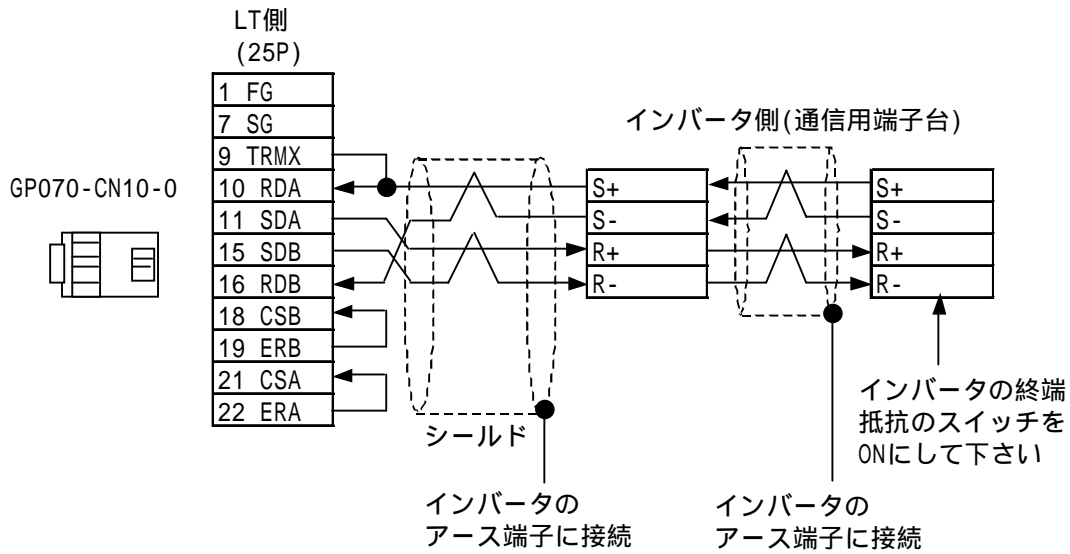 LT側
(25P)
1 FG
7 SG
9 TRMX
10 RDA
11 SDA
15 SDB
16 RDB
18 CSB
19 ERB
21 CSA
22 ERA
GP070-CN10-0
シールド
インバータの
アース端子に接続
インバータ側(通信用端子台)
S+
S-
R+
R-
S+
S-
R+
R-
インバータの
アース端子に接続
インバータの終端
抵抗のスイッチを
ONにして下さい